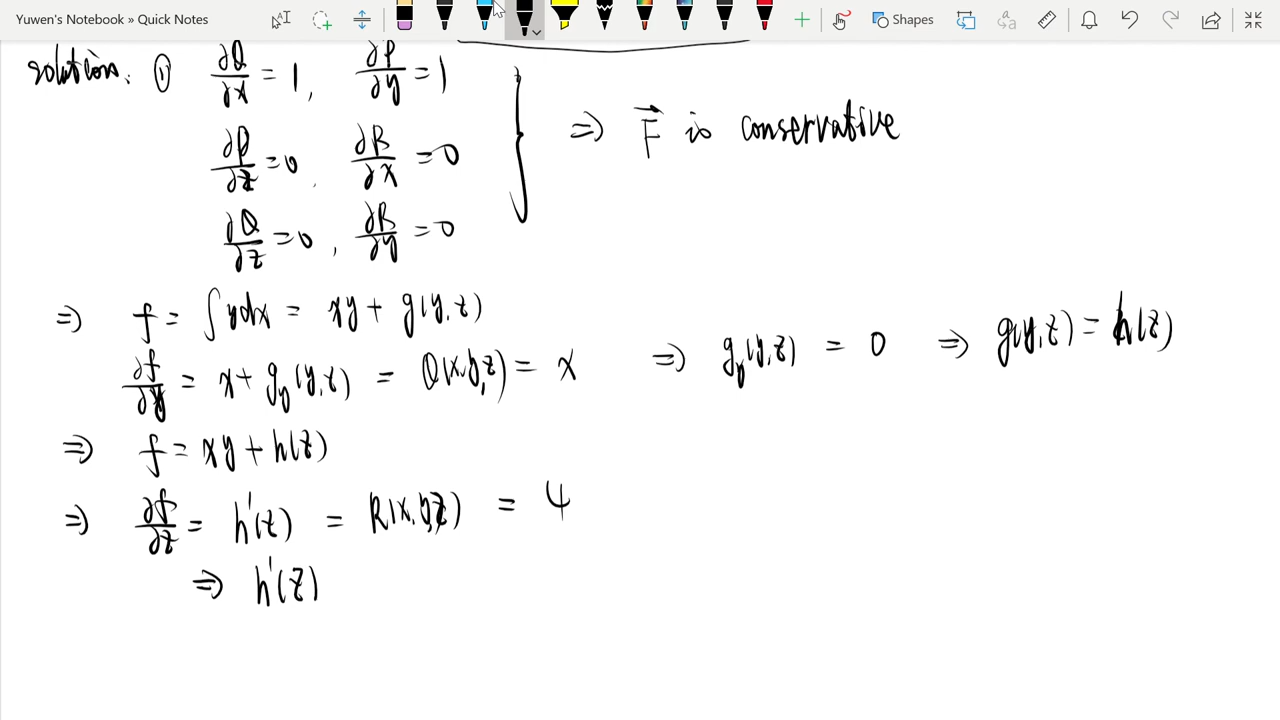 Yuwen's Notebook » Quick Notes
Shapes
solution. ① ∂Q/∂x = 1, ∂P/∂y = 1
∂P/∂z = 0, ∂R/∂x = 0 ⇒ F⃗ is conservative
∂Q/∂z = 0, ∂R/∂y = 0
⇒ f = ∫ydx = xy + g(y,z)
∂f/∂y = x + g_y(y,z) = Q(x,y,z) = x ⇒ g_y(y,z) = 0 ⇒ g(y,z) = h(z)
⇒ f = xy + h(z)
⇒ ∂f/∂z = h'(z) = R(x,y,z) = 4
⇒ h'(z)